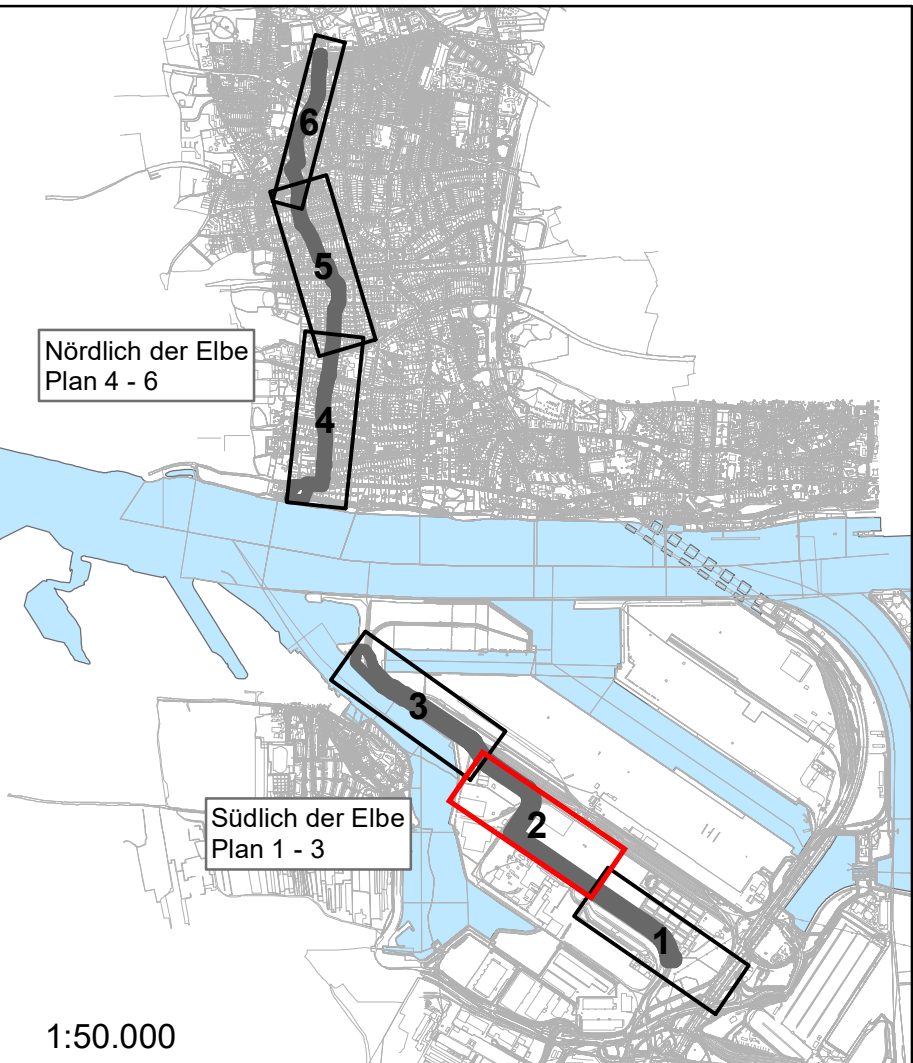 6
5
Nördlich der Elbe
Plan 4 - 6
4
3
Südlich der Elbe
Plan 1 - 3
2
1
1:50.000